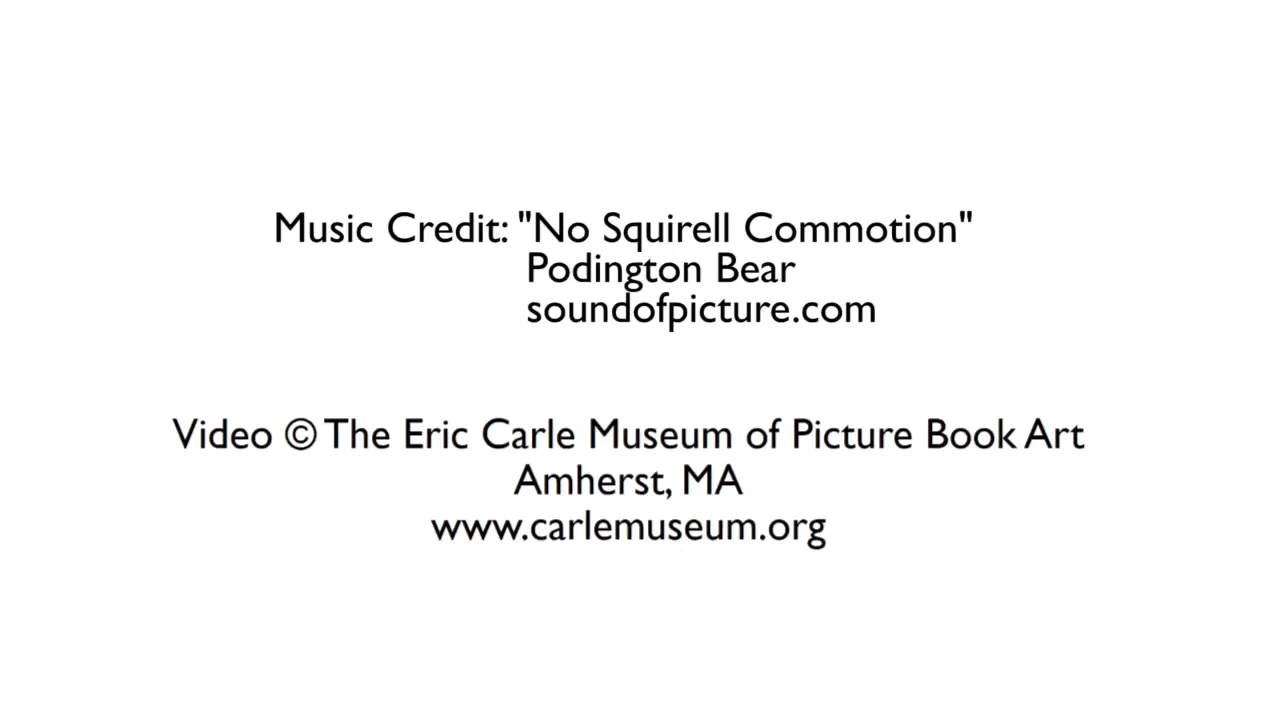 Music Credit: "No Squirell Commotion"
Podington Bear
soundofpicture.com
Video © The Eric Carle Museum of Picture Book Art
Amherst, MA
www.carlemuseum.org